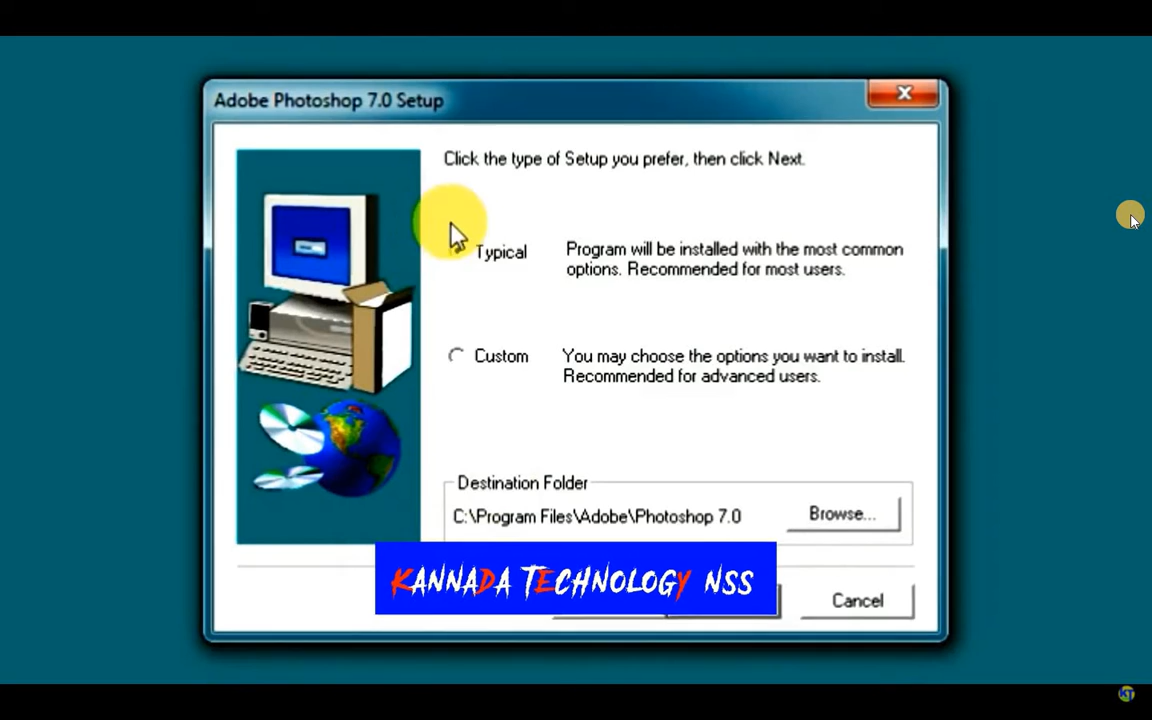 Adobe Photoshop 7.0 Setup
Click the type of Setup you prefer, then click Next.
Typical
Program will be installed with the most common
options. Recommended for most users.
Custom
You may choose the options you want to install.
Recommended for advanced users.
Destination Folder
C:\Program Files\Adobe\Photoshop 7.0
Browse...
KANNADA TECHNOLOGY NSS
Cancel
KT